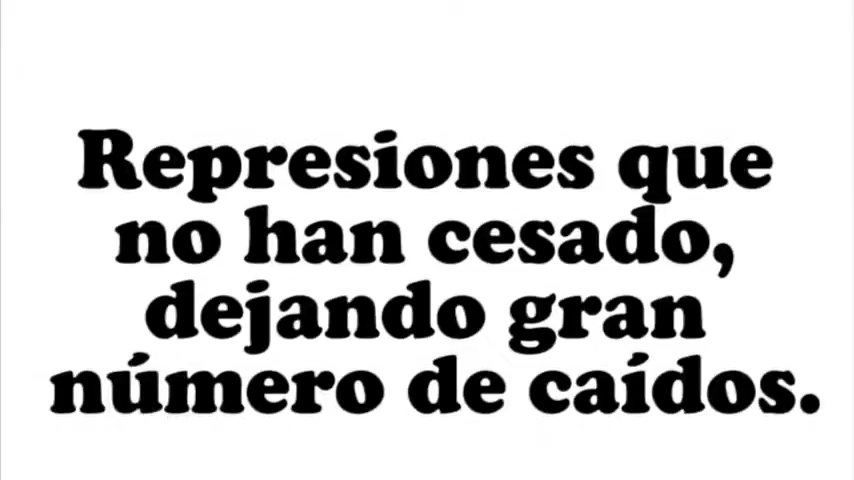 Represiones que
no han cesado,
dejando gran
número de caídos.